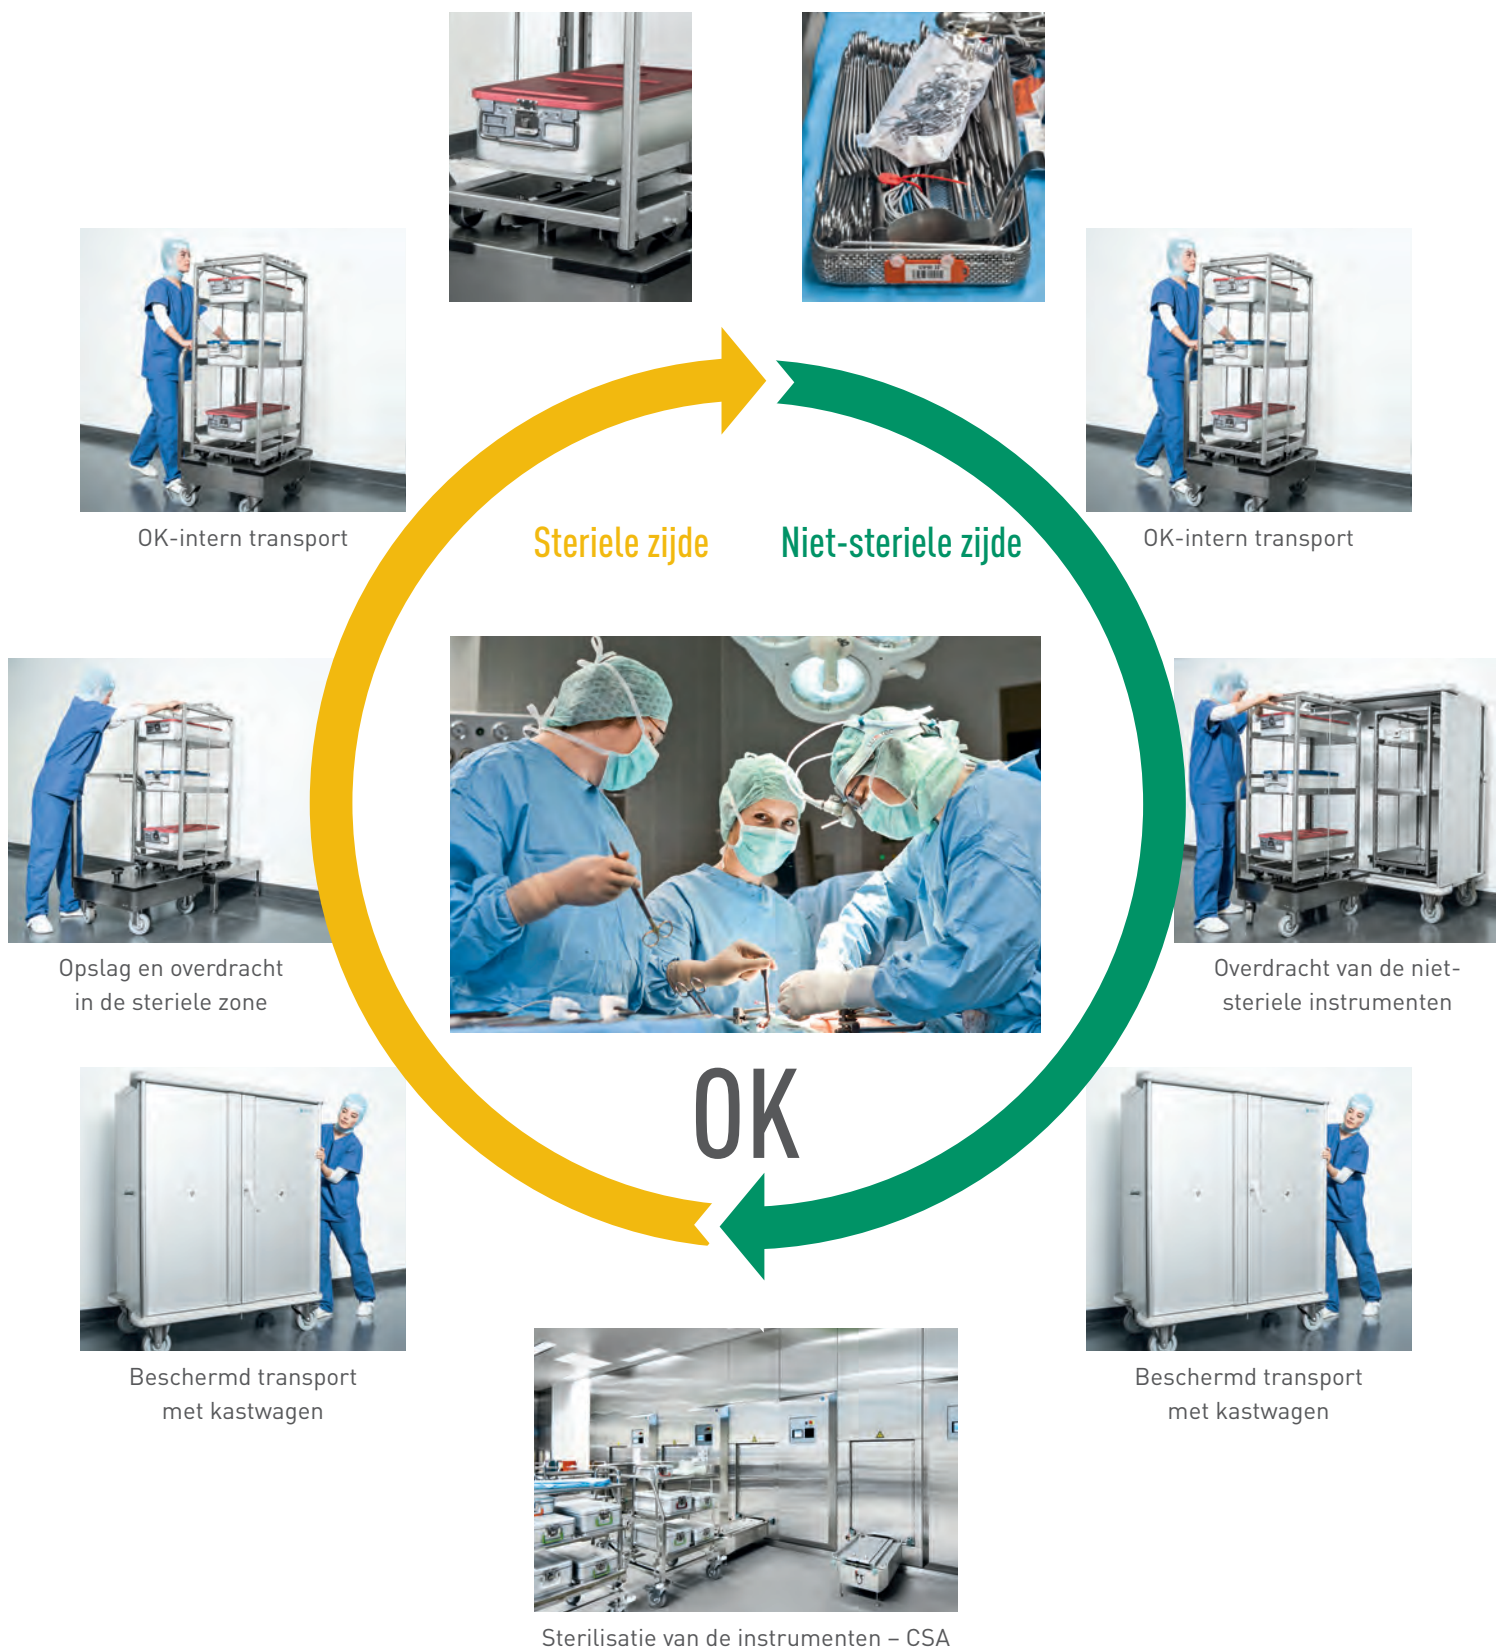 OK-intern transport
OK-intern transport
Steriele zijde
Niet-steriele zijde
Opslag en overdracht
in de steriele zone
Overdracht van de niet-
steriele instrumenten
OK
Beschermd transport
met kastwagen
Beschermd transport
met kastwagen
Sterilisatie van de instrumenten – CSA